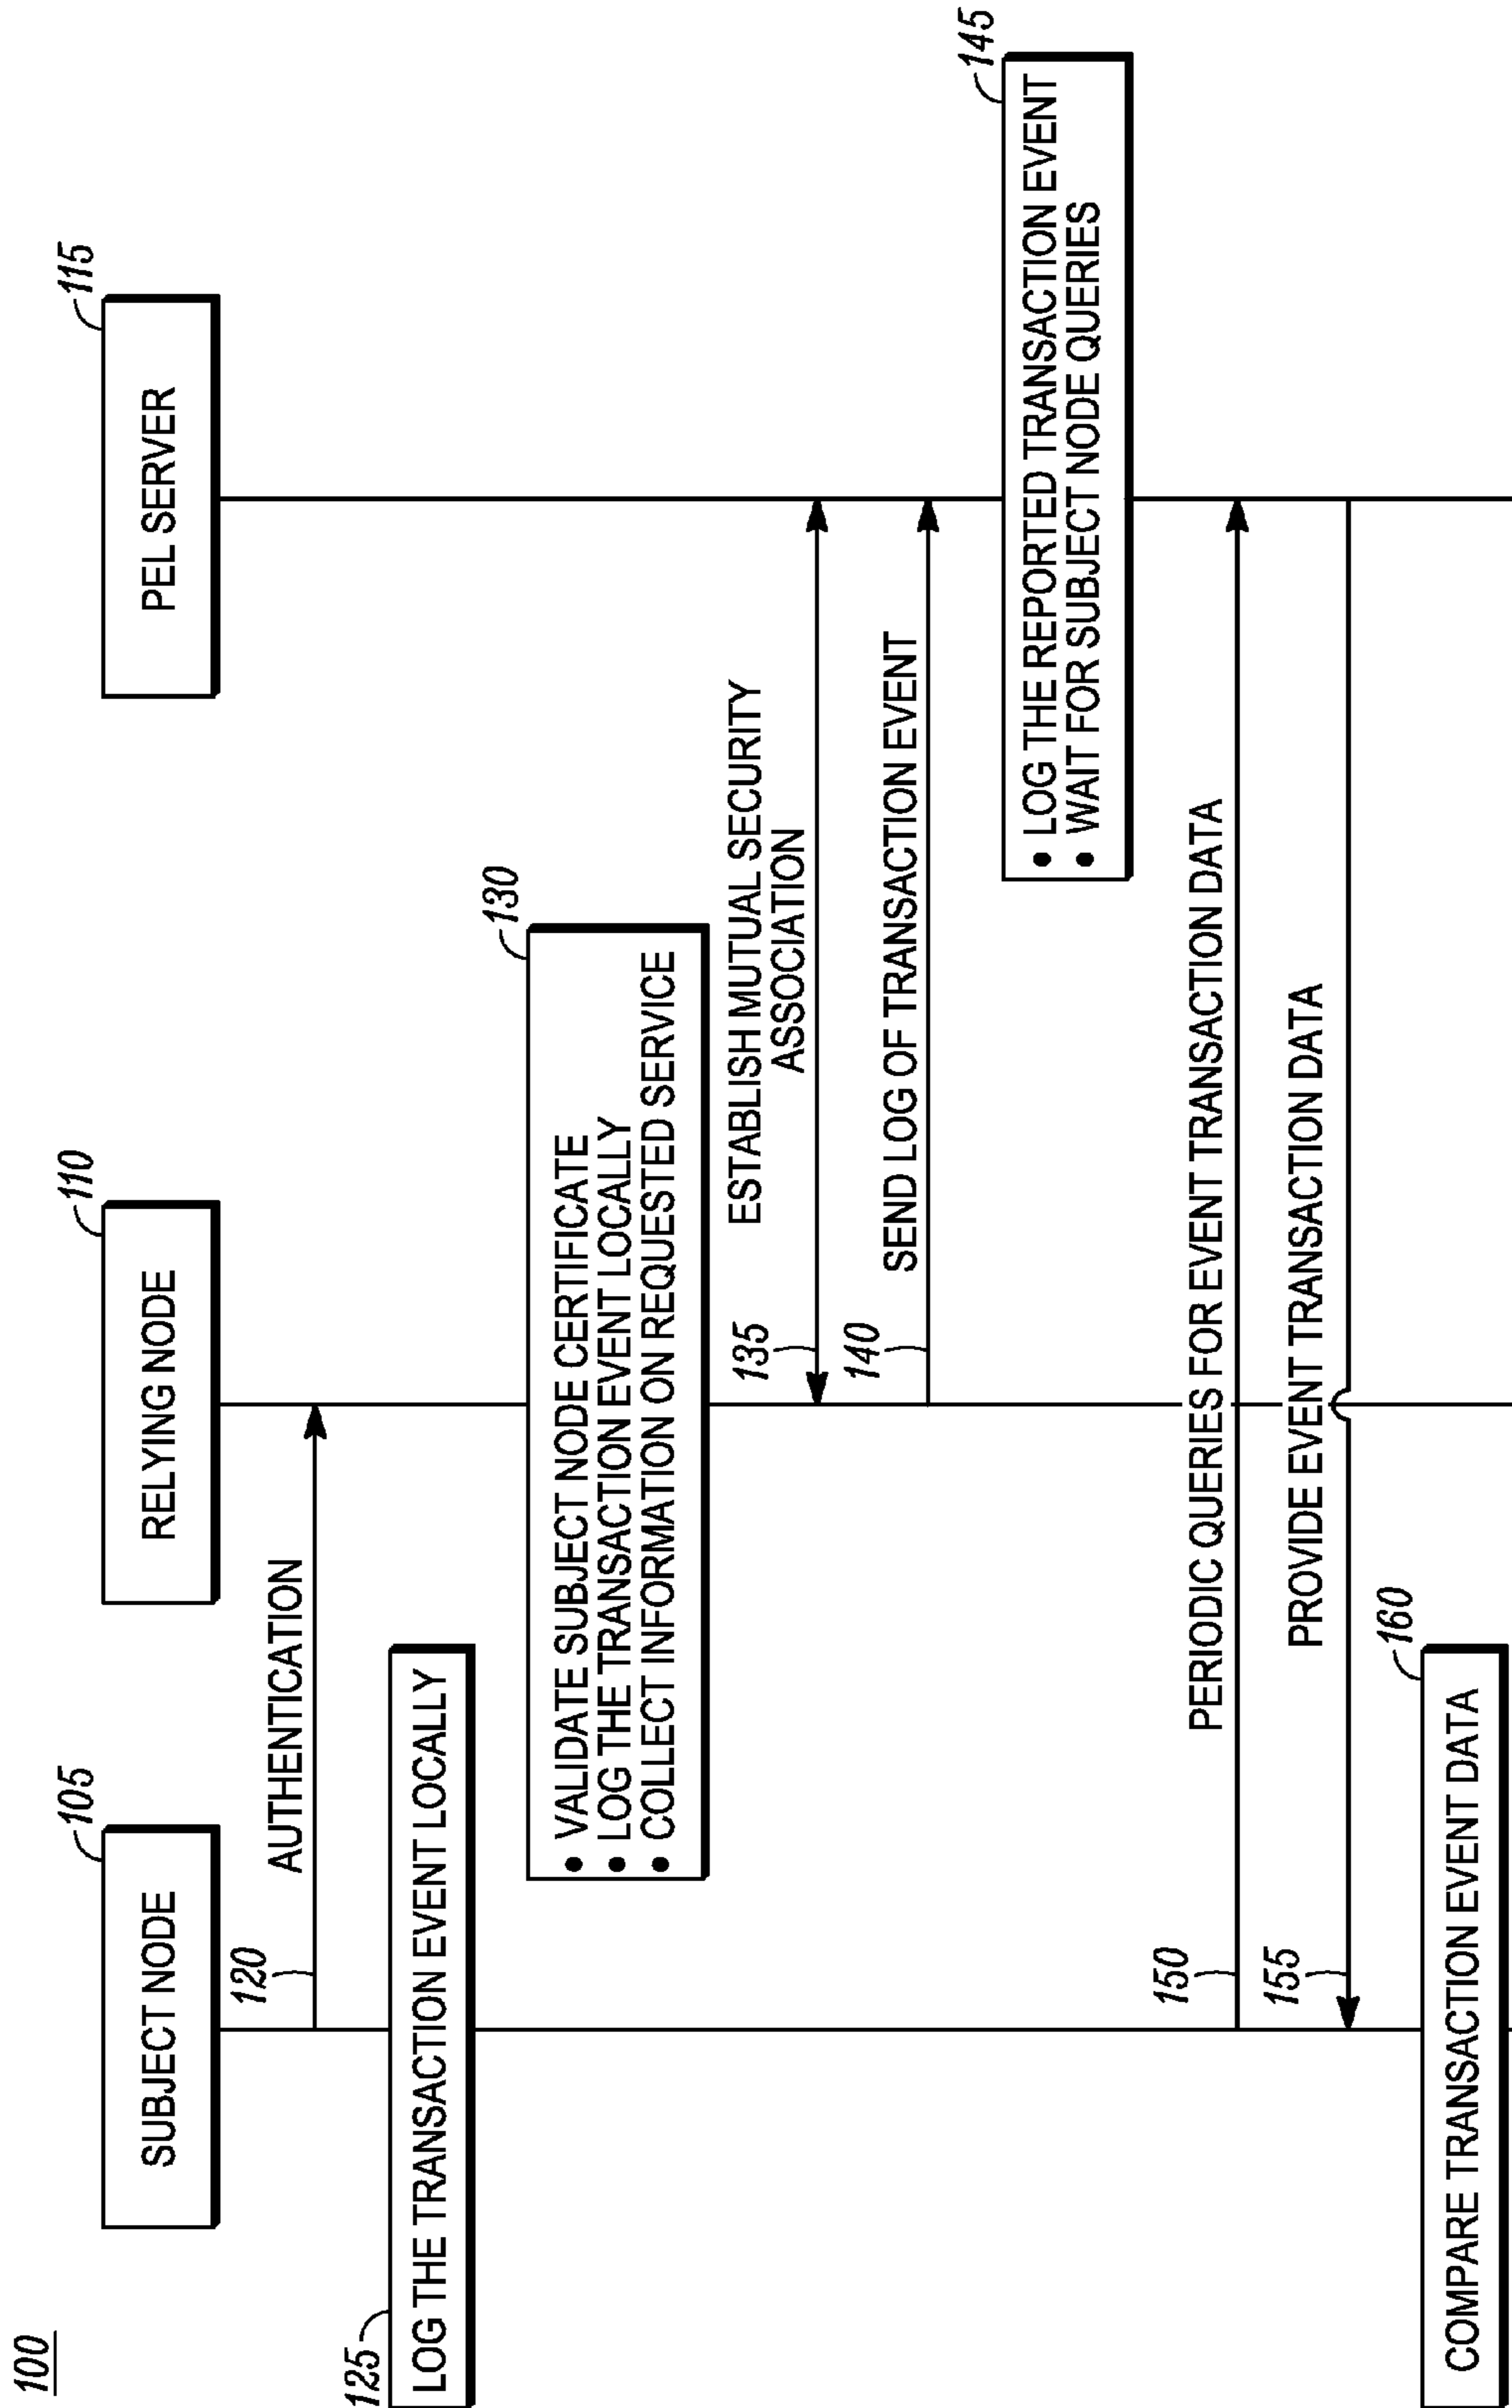 100
105
SUBJECT NODE
110
RELYING NODE
115
PEL SERVER
120
AUTHENTICATION
125
LOG THE TRANSACTION EVENT LOCALLY
130
• VALIDATE SUBJECT NODE CERTIFICATE
• LOG THE TRANSACTION EVENT LOCALLY
• COLLECT INFORMATION ON REQUESTED SERVICE
135
ESTABLISH MUTUAL SECURITY
ASSOCIATION
140
SEND LOG OF TRANSACTION EVENT
145
• LOG THE REPORTED TRANSACTION EVENT
• WAIT FOR SUBJECT NODE QUERIES
150
PERIODIC QUERIES FOR EVENT TRANSACTION DATA
155
PROVIDE EVENT TRANSACTION DATA
160
COMPARE TRANSACTION EVENT DATA